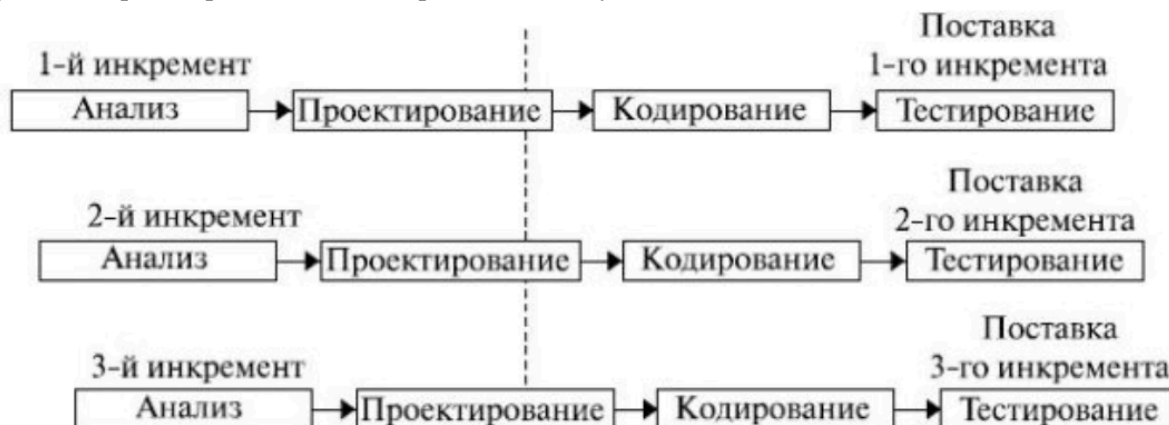 Поставка
1-й инкремент 1-го инкремента
Анализ Проектирование Кодирование Тестирование
Поставка
2-й инкремент 2-го инкремента
Анализ Проектирование Кодирование Тестирование
Поставка
3-й инкремент 3-го инкремента
Анализ Проектирование Кодирование Тестирование